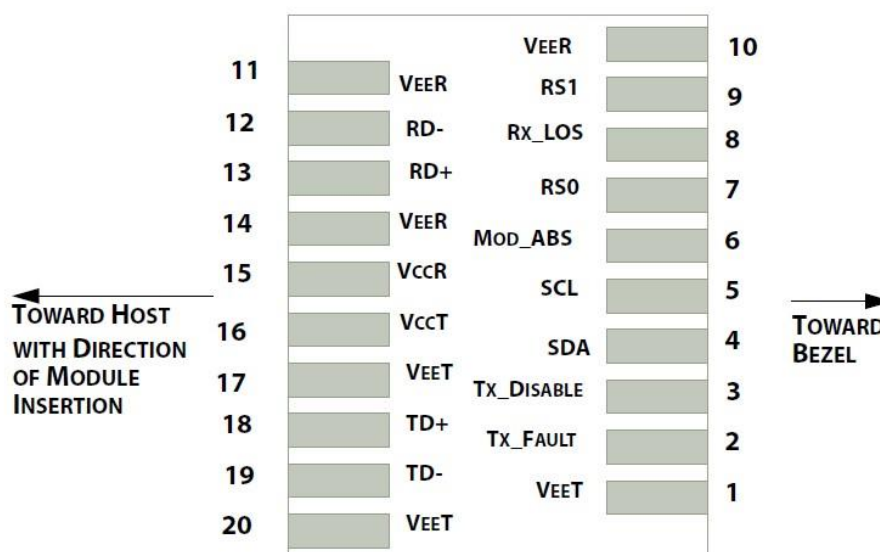 11 VEER
12 RD-
13 RD+
14 VEER
15 VCCR
16 VCCT
17 VEET
18 TD+
19 TD-
20 VEET
VEER 10
RS1 9
RX_LOS 8
RS0 7
MOD_ABS 6
SCL 5
SDA 4
TX_DISABLE 3
TX_FAULT 2
VEET 1
TOWARD HOST
WITH DIRECTION
OF MODULE
INSERTION
TOWARD
BEZEL